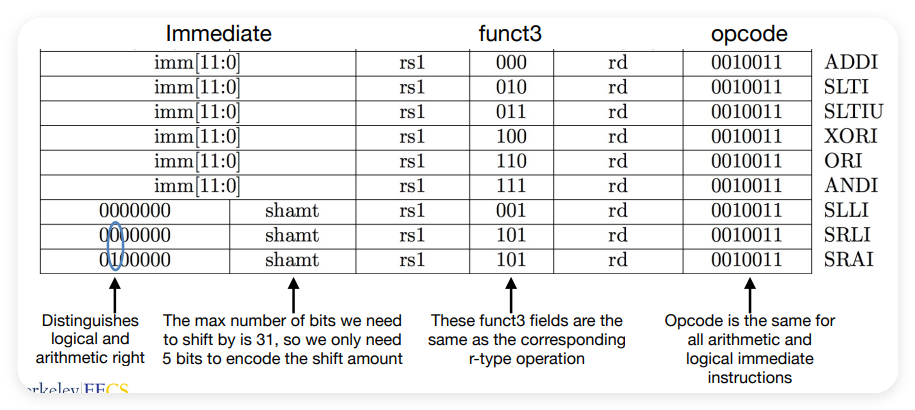 Immediate funct3 opcode
imm[11:0] rs1 000 rd 0010011 ADDI
imm[11:0] rs1 010 rd 0010011 SLTI
imm[11:0] rs1 011 rd 0010011 SLTIU
imm[11:0] rs1 100 rd 0010011 XORI
imm[11:0] rs1 110 rd 0010011 ORI
imm[11:0] rs1 111 rd 0010011 ANDI
0000000 shamt rs1 001 rd 0010011 SLLI
0000000 shamt rs1 101 rd 0010011 SRLI
0100000 shamt rs1 101 rd 0010011 SRAI
Distinguishes
logical and
arithmetic right
The max number of bits we need
to shift by is 31, so we only need
5 bits to encode the shift amount
These funct3 fields are the
same as the corresponding
r-type operation
Opcode is the same for
all arithmetic and
logical immediate
instructions